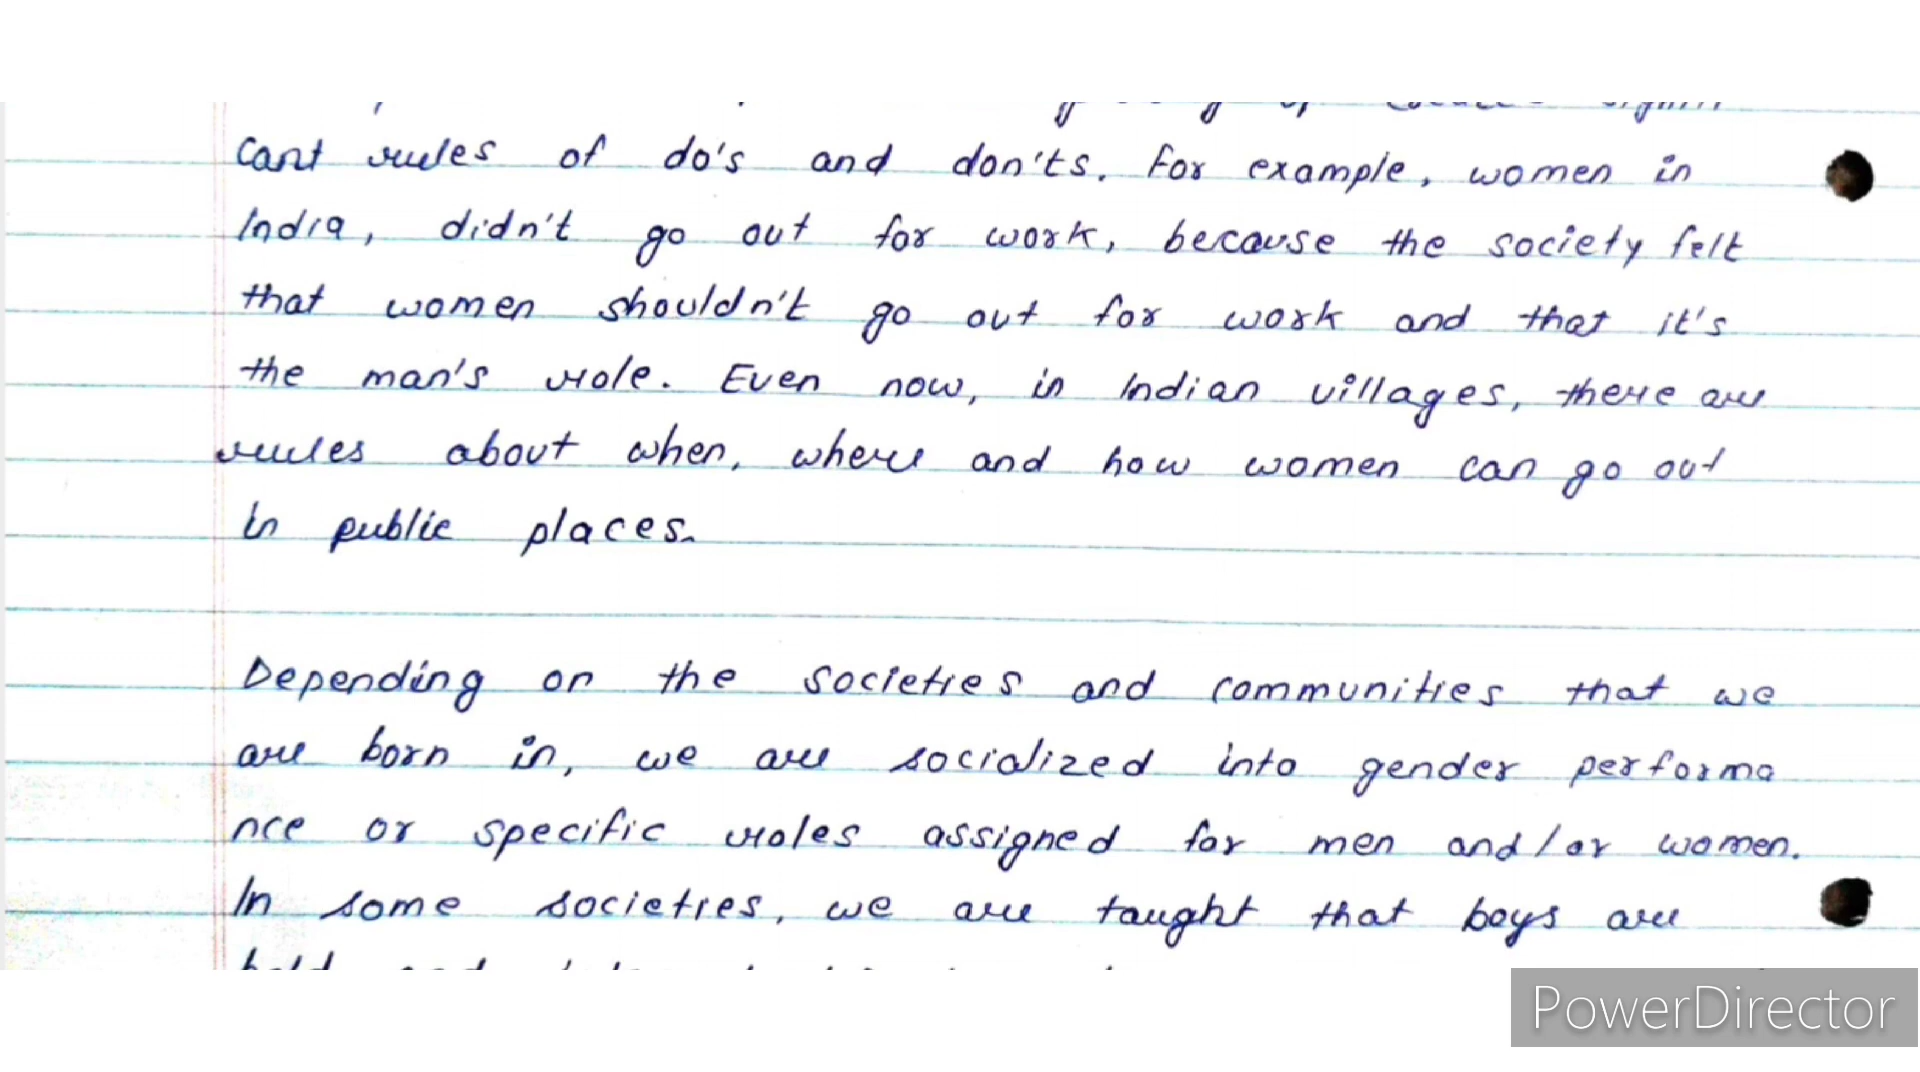 cant rules of do's and don'ts. For example, women in
India, didn't go out for work, because the society felt
that women shouldn't go out for work and that it's
the man's role. Even now, in Indian villages, there are
rules about when, where and how women can go out
in public places.
Depending on the societies and communities that we
are born in, we are socialized into gender performa
nce or specific roles assigned for men and/or women.
In some societies, we are taught that boys are
PowerDirector